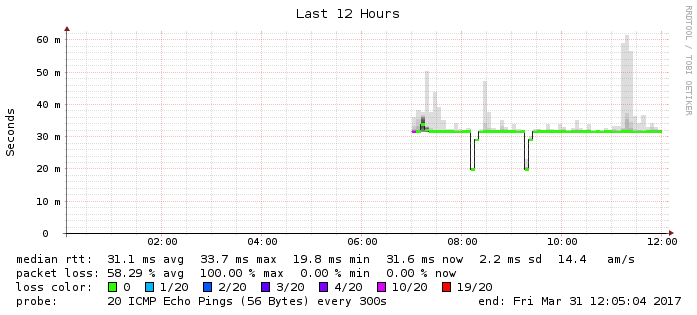 Last 12 Hours
RRDTOOL / TOBI OETIKER
Seconds
60 m
50 m
40 m
30 m
20 m
10 m
0
02:00 04:00 06:00 08:00 10:00 12:00
median rtt: 31.1 ms avg 33.7 ms max 19.8 ms min 31.6 ms now 2.2 ms sd 14.4 am/s
packet loss: 58.29 % avg 100.00 % max 0.00 % min 0.00 % now
loss color: 0 1/20 2/20 3/20 4/20 10/20 19/20
probe: 20 ICMP Echo Pings (56 Bytes) every 300s end: Fri Mar 31 12:05:04 2017